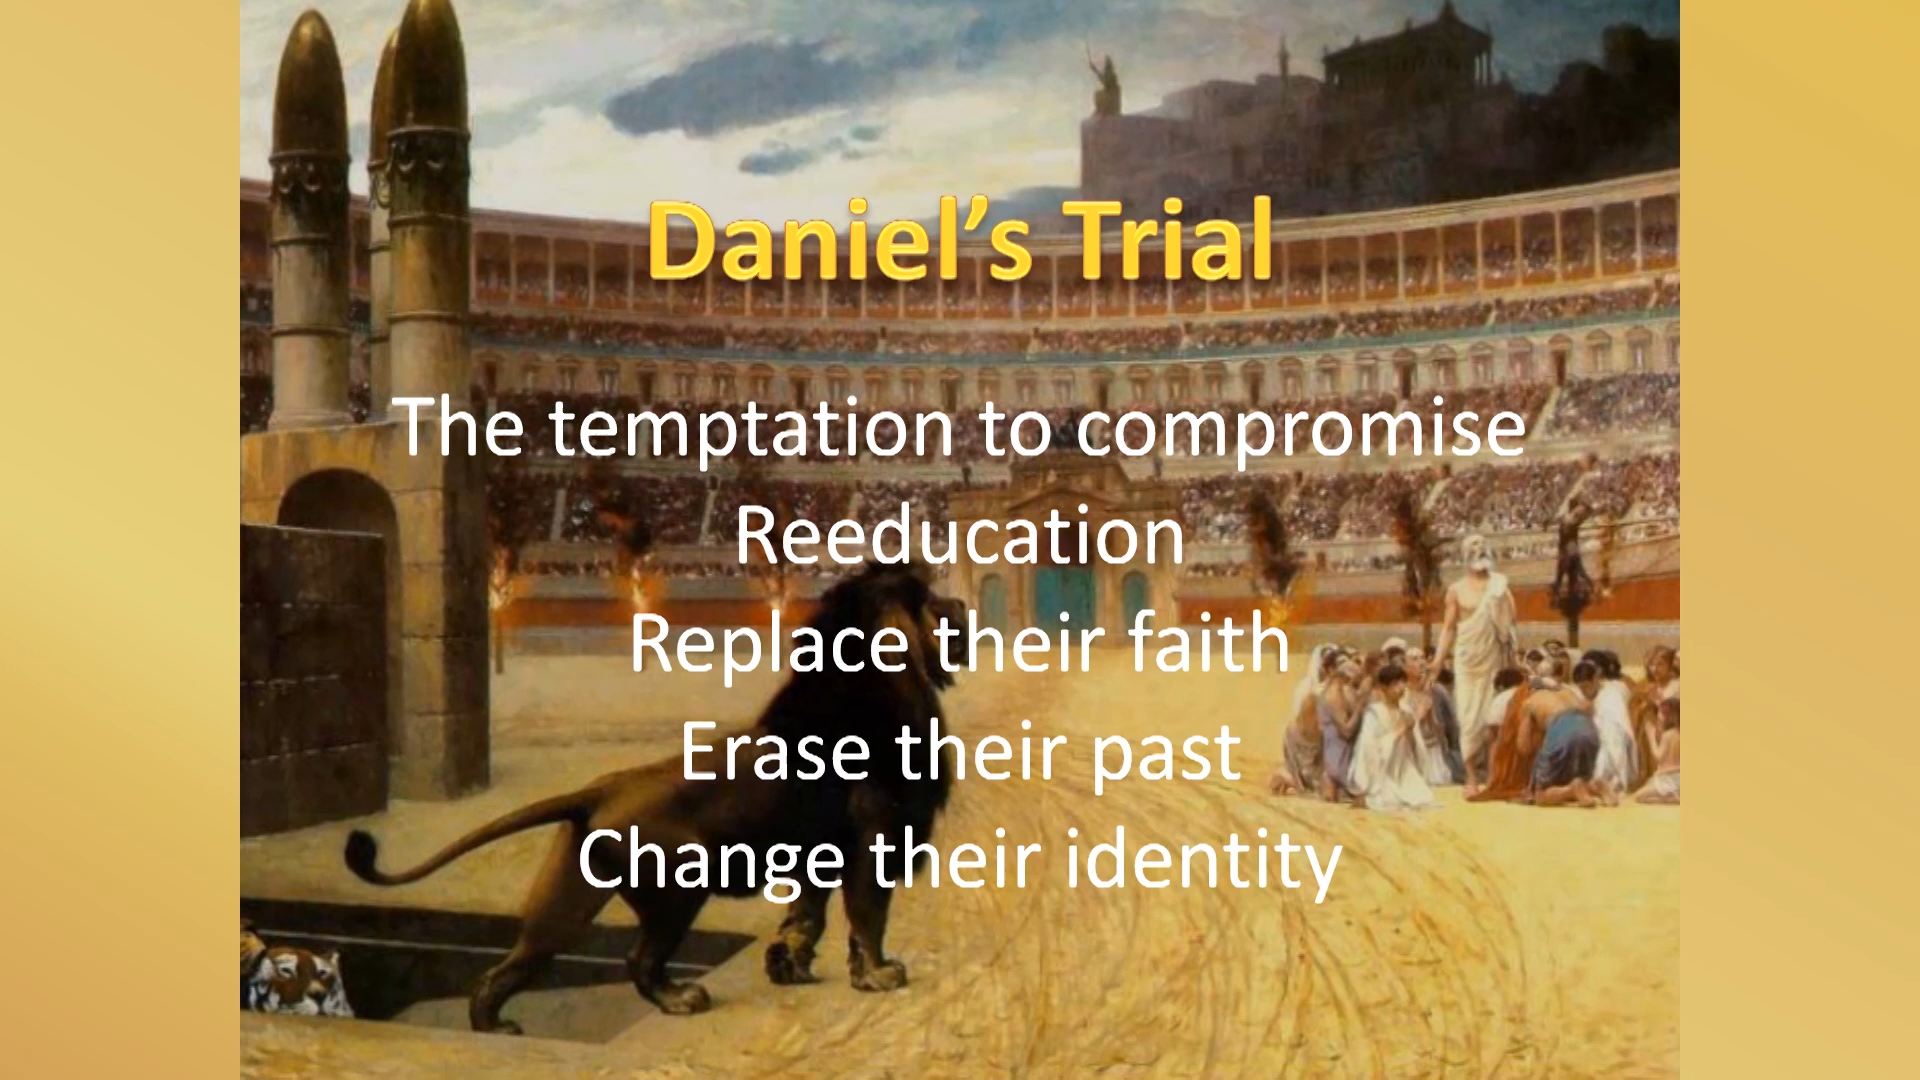 Daniel’s Trial
The temptation to compromise
Reeducation
Replace their faith
Erase their past
Change their identity